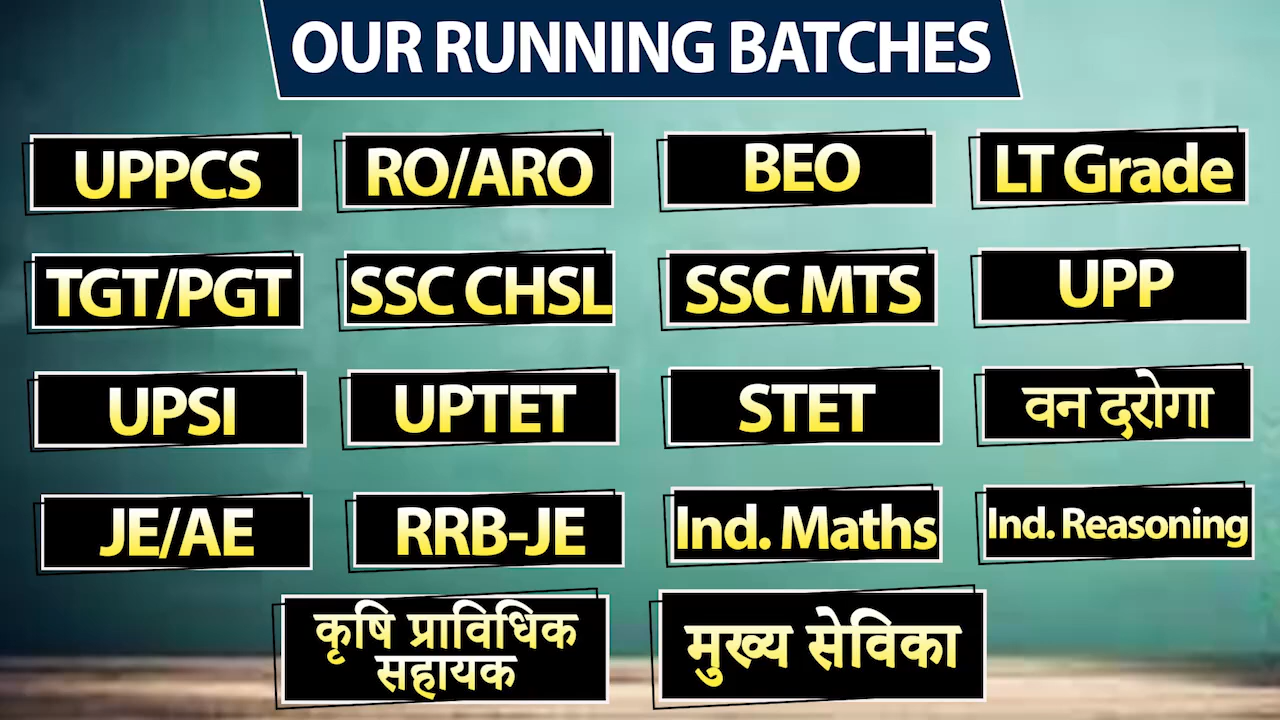 OUR RUNNING BATCHES
UPPCS
RO/ARO
BEO
LT Grade
TGT/PGT
SSC CHSL
SSC MTS
UPP
UPSI
UPTET
STET
वन दरोगा
JE/AE
RRB-JE
Ind. Maths
Ind. Reasoning
कृषि प्राविधिक
सहायक
मुख्य सेविका